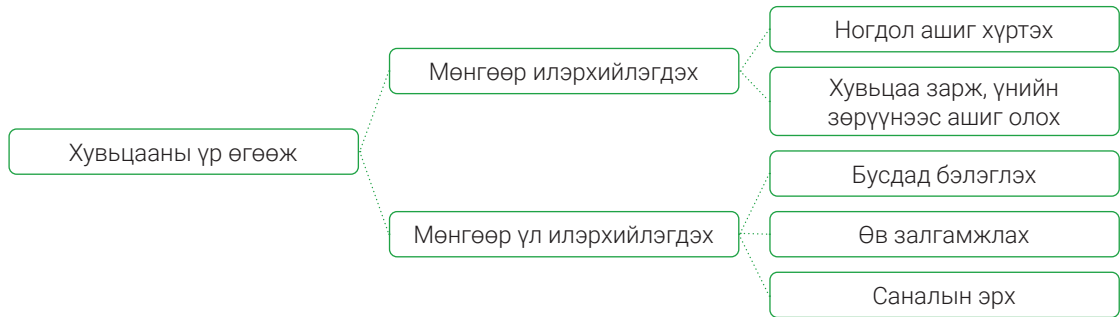 Хувьцааны үр өгөөж
Мөнгөөр илэрхийлэгдэх
Ногдол ашиг хүртэх
Хувьцаа зарж, үнийн
зөрүүнээс ашиг олох
Мөнгөөр үл илэрхийлэгдэх
Бусдад бэлэглэх
Өв залгамжлах
Саналын эрх